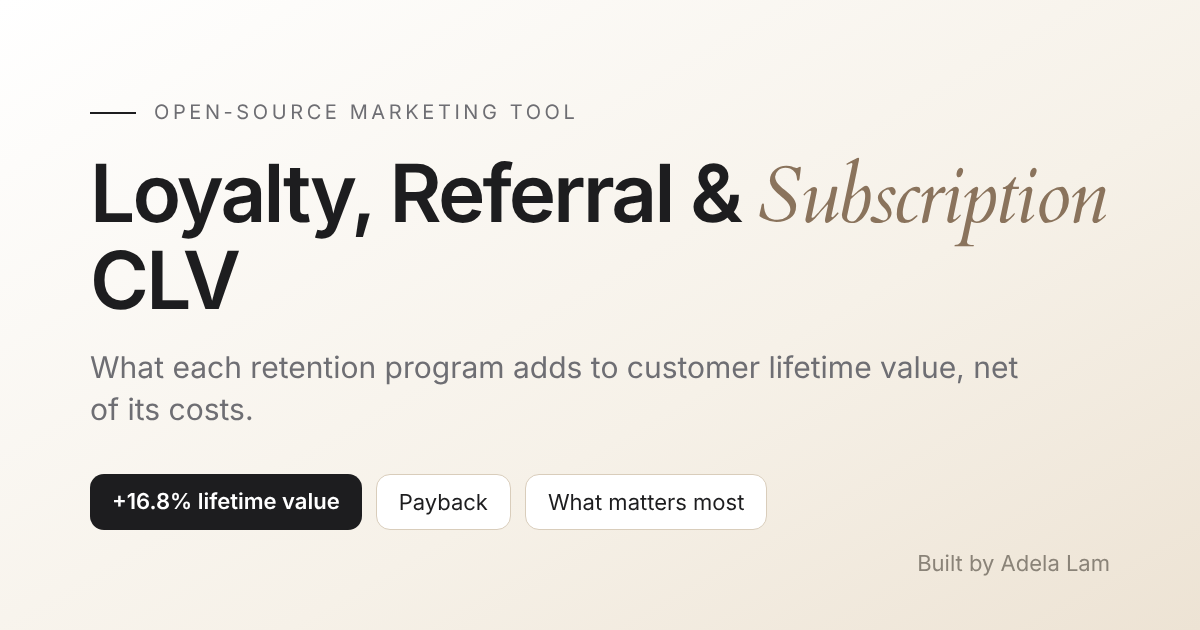 OPEN-SOURCE MARKETING TOOL
Loyalty, Referral & Subscription
CLV
What each retention program adds to customer lifetime value, net
of its costs.
+16.8% lifetime value
Payback
What matters most
Built by Adela Lam